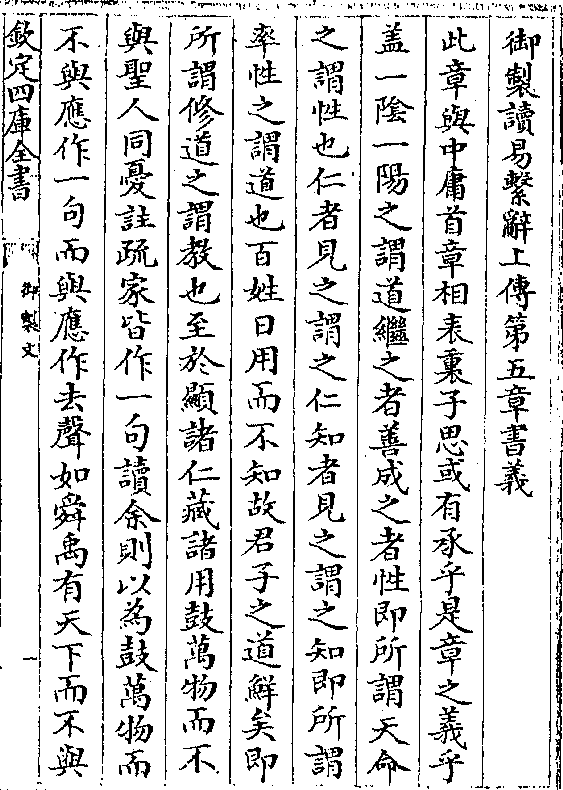 御製讀易繫辭上傳第五章書義
此章與中庸首章相表裏子思或有承乎是章之義乎
盖一陰一陽之謂道繼之者善成之者性即所謂天命
之謂性也仁者見之謂之仁知者見之謂之知即所謂
率性之謂道也百姓日用而不知故君子之道鮮矣即
所謂修道之謂教也至於顯諸仁藏諸用鼓萬物而不
與聖人同憂註疏家皆作一句讀余則以為鼓萬物而
不與應作一句而與應作去聲如舜禹有天下而不與
欽定四庫全書
御製文
一